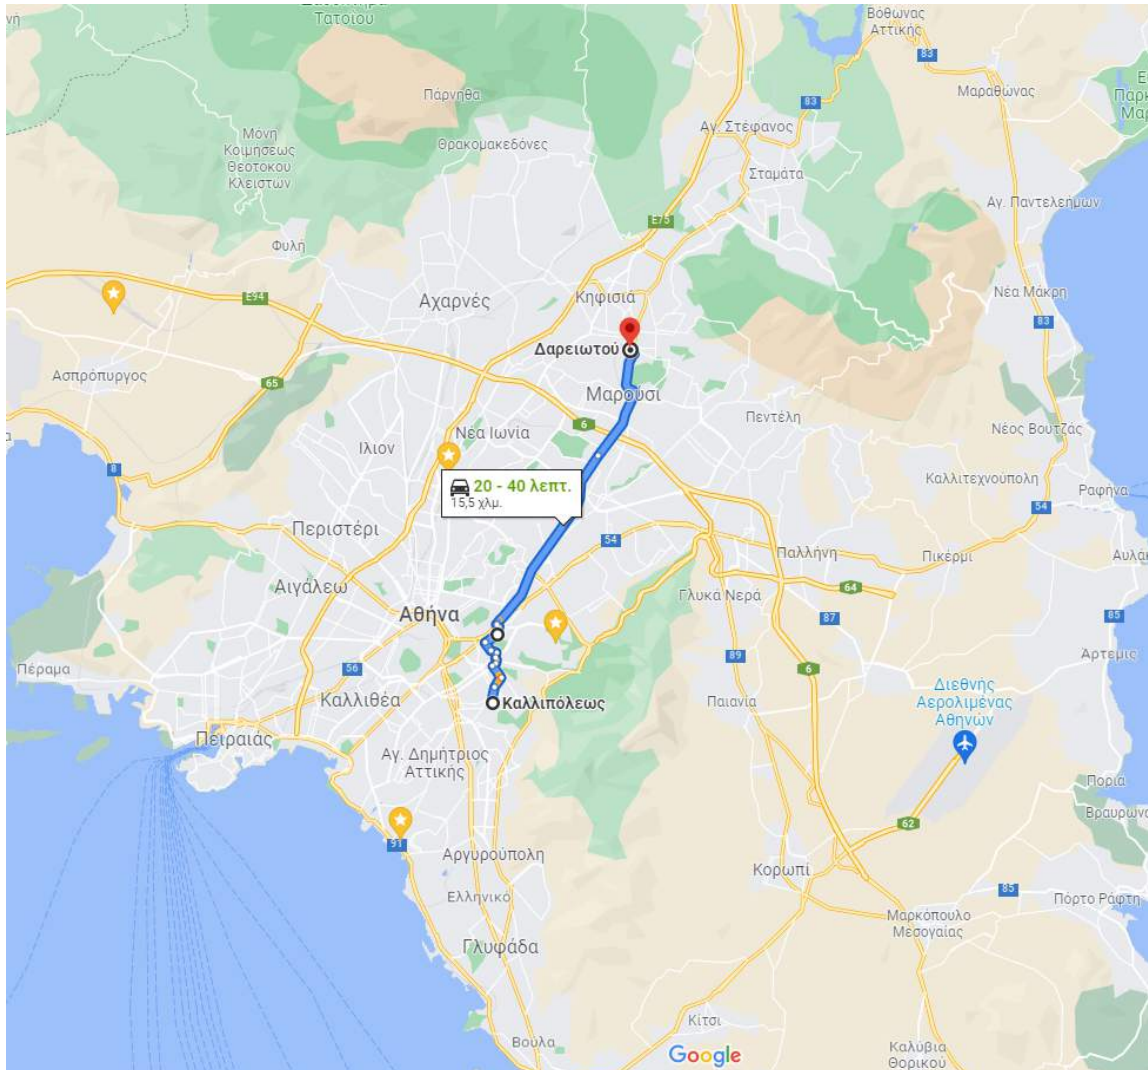 Τατοΐου
Βόθωνας
Αττικής
83
Πάρνηθα
Μαραθώνας
83
Αγ. Στέφανος
Μόνη
Κοιμήσεως
Θεοτόκου
Κλειστών
Θρακομακεδόνες
Σταμάτα
Αγ. Παντελεήμων
E75
Φυλή
E94
Αχαρνές
Κηφισιά
Νέα Μάκρη
83
Δαρειωτού
Ασπρόπυργος
65
Μαρούσι
Πεντέλη
6
Νέα Ιωνία
Νέος Βουτζάς
Ίλιον
8
Καλλιτεχνούπολη
Ραφήνα
20 - 40 λεπτ.
15,5 χλμ.
54
Περιστέρι
54
Παλλήνη
Πικέρμι
Αιγάλεω
64
Γλυκά Νερά
Αθήνα
87
85
Πέραμα
56
89
6
Άρτεμις
Καλλιθέα
Καλλιπόλεως
Παιανία
Διεθνής
Αερολιμένας
Αθηνών
Πειραιάς
Αγ. Δημήτριος
Αττικής
Πόρτο
62
91
Αργυρούπολη
Κορωπί
Ελληνικό
85
Πόρτο Ράφτη
Μαρκόπουλο
Μεσογαίας
Γλυφάδα
Κίτσι
Βούλα
Google
Καλύβια
Θορικού